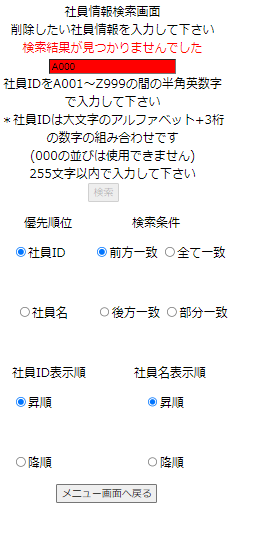 社員情報検索画面
削除したい社員情報を入力して下さい
検索結果が見つかりませんでした
A000
社員IDをA001～Z999の間の半角英数字
で入力して下さい
＊社員IDは大文字のアルファベット+3桁
の数字の組み合わせです
(000の並びは使用できません)
255文字以内で入力して下さい
検索
優先順位 検索条件
社員ID 前方一致 全て一致
社員名 後方一致 部分一致
社員ID表示順 社員名表示順
昇順 昇順
降順 降順
メニュー画面へ戻る